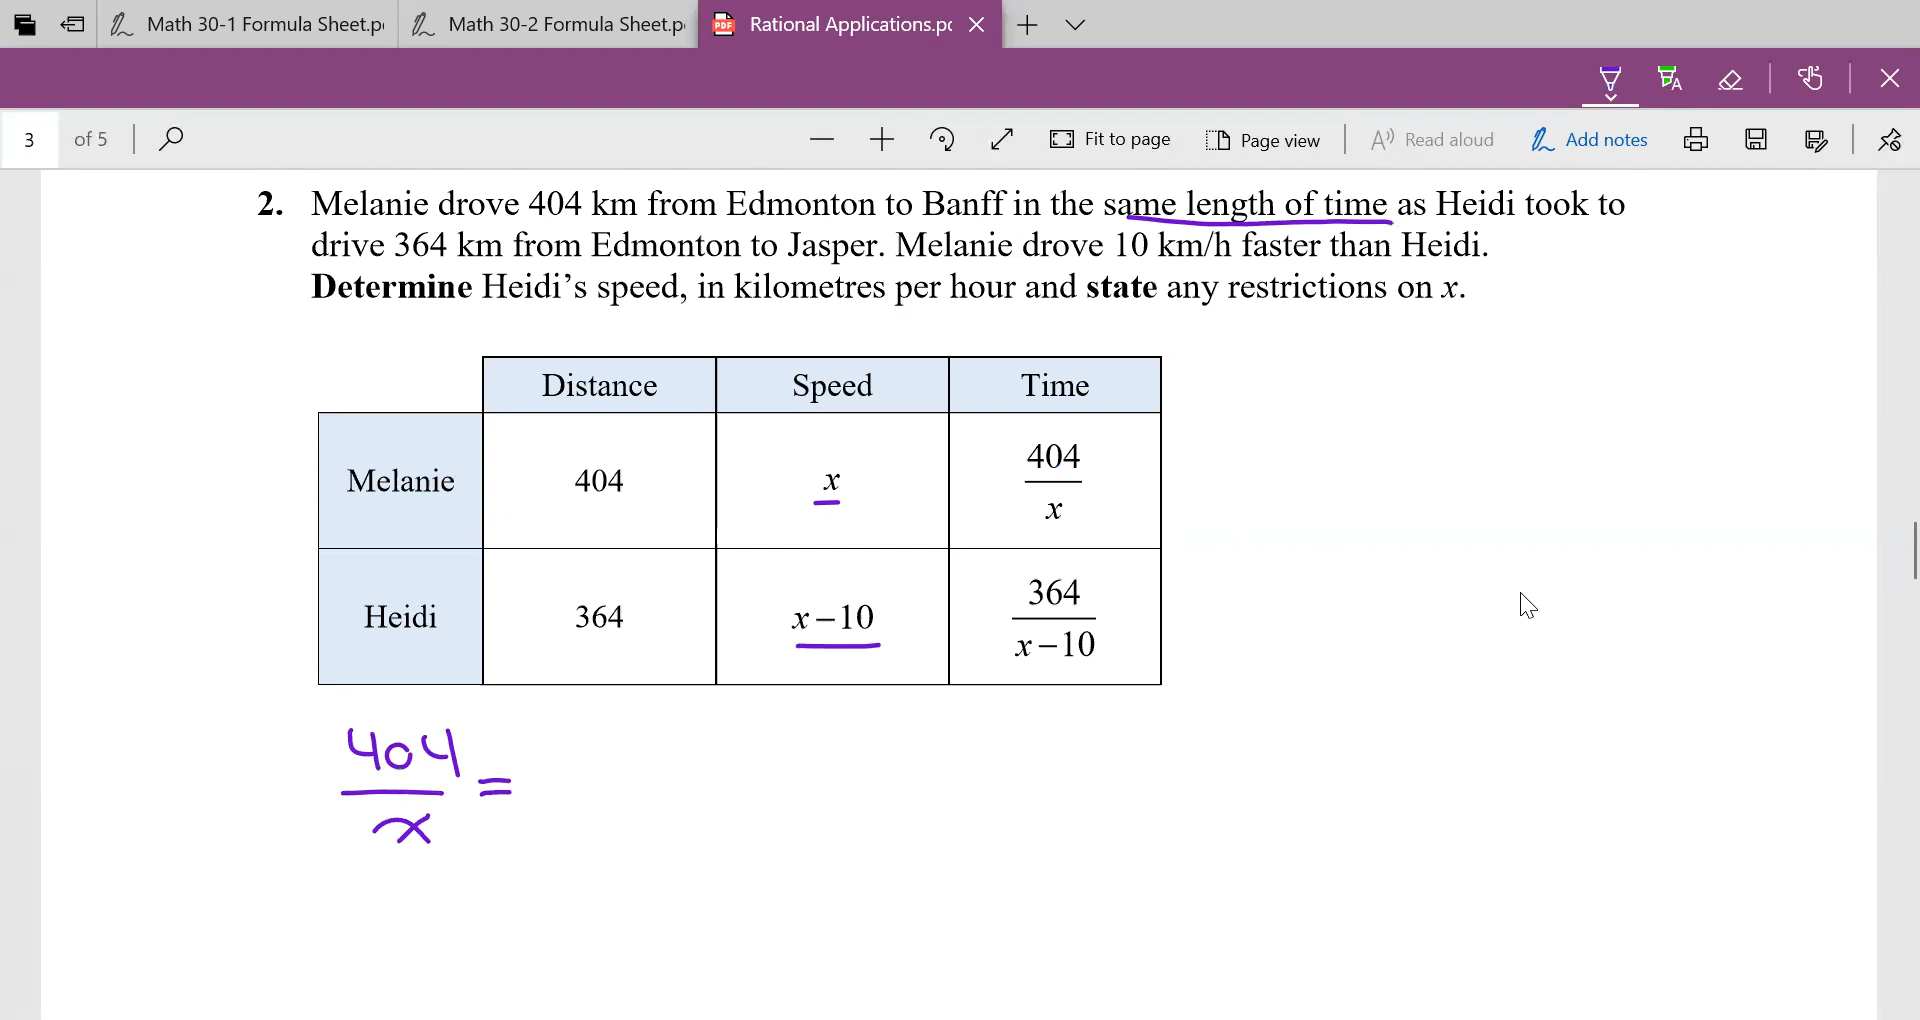 Math 30-1 Formula Sheet.p
Math 30-2 Formula Sheet.p
PDF
Rational Applications.p
3
of 5
Fit to page
Page view
Read aloud
Add notes
2. Melanie drove 404 km from Edmonton to Banff in the same length of time as Heidi took to
drive 364 km from Edmonton to Jasper. Melanie drove 10 km/h faster than Heidi.
Determine Heidi’s speed, in kilometres per hour and state any restrictions on x.
Distance Speed Time
Melanie 404 x 404/x
Heidi 364 x−10 364/(x−10)
404/x =